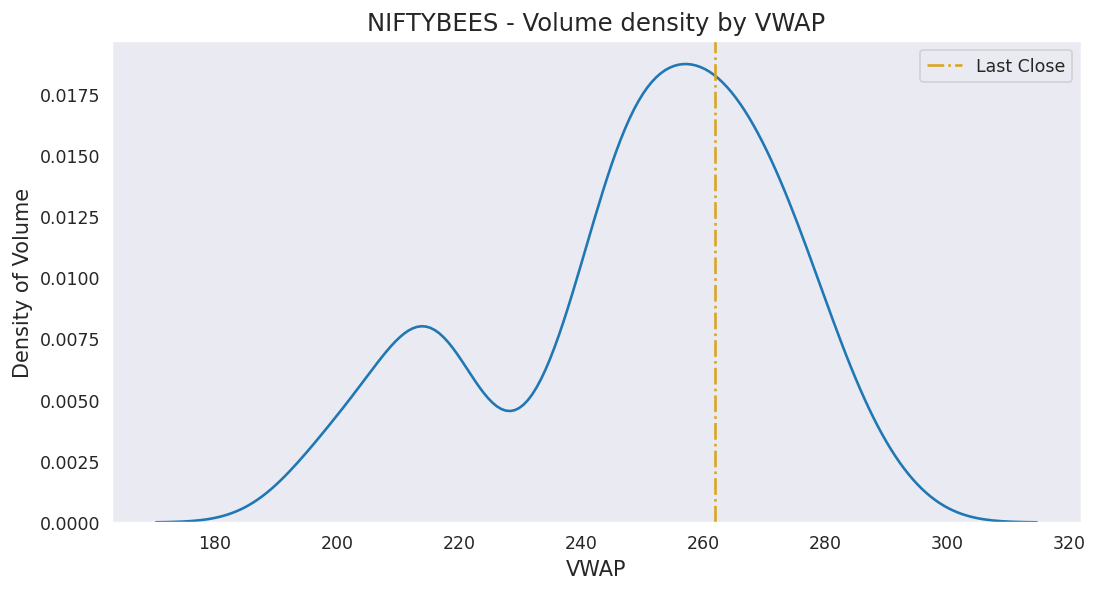 NIFTYBEES - Volume density by VWAP
Last Close
Density of Volume
0.0175
0.0150
0.0125
0.0100
0.0075
0.0050
0.0025
0.0000
180 200 220 240 260 280 300 320
VWAP